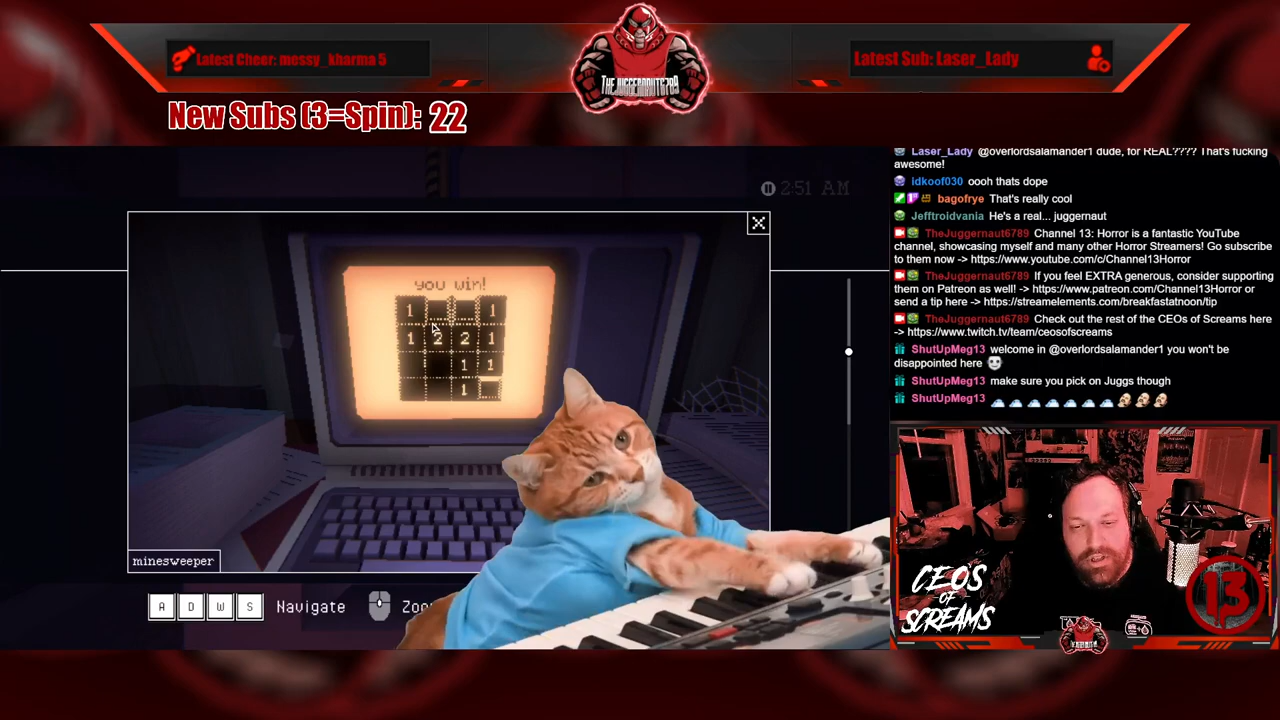 Latest Cheer: messy_kharma 5
THEJUGGERNAUT6789
Latest Sub: Laser_Lady
New Subs (3=Spin): 22
2:51 AM
you win!
1 1
1 2 2 1
1 1
1
minesweeper
A D W S Navigate
Zoo
Laser_Lady @overlordsalamander1 dude, for REAL???? That's fucking
awesome!
idkoof030 oooh thats dope
bagofrye That's really cool
Jefftroidvania He's a real... juggernaut
TheJuggernaut6789 Channel 13: Horror is a fantastic YouTube
channel, showcasing myself and many other Horror Streamers! Go subscribe
to them now -> https://www.youtube.com/c/Channel13Horror
TheJuggernaut6789 If you feel EXTRA generous, consider supporting
them on Patreon as well! -> https://www.patreon.com/Channel13Horror or
send a tip here -> https://streamelements.com/breakfastatnoon/tip
TheJuggernaut6789 Check out the rest of the CEOs of Screams here
-> https://www.twitch.tv/team/ceosofscreams
ShutUpMeg13 welcome in @overlordsalamander1 you won't be
disappointed here
ShutUpMeg13 make sure you pick on Juggs though
ShutUpMeg13
CEOS
OF
SCREAMS
13